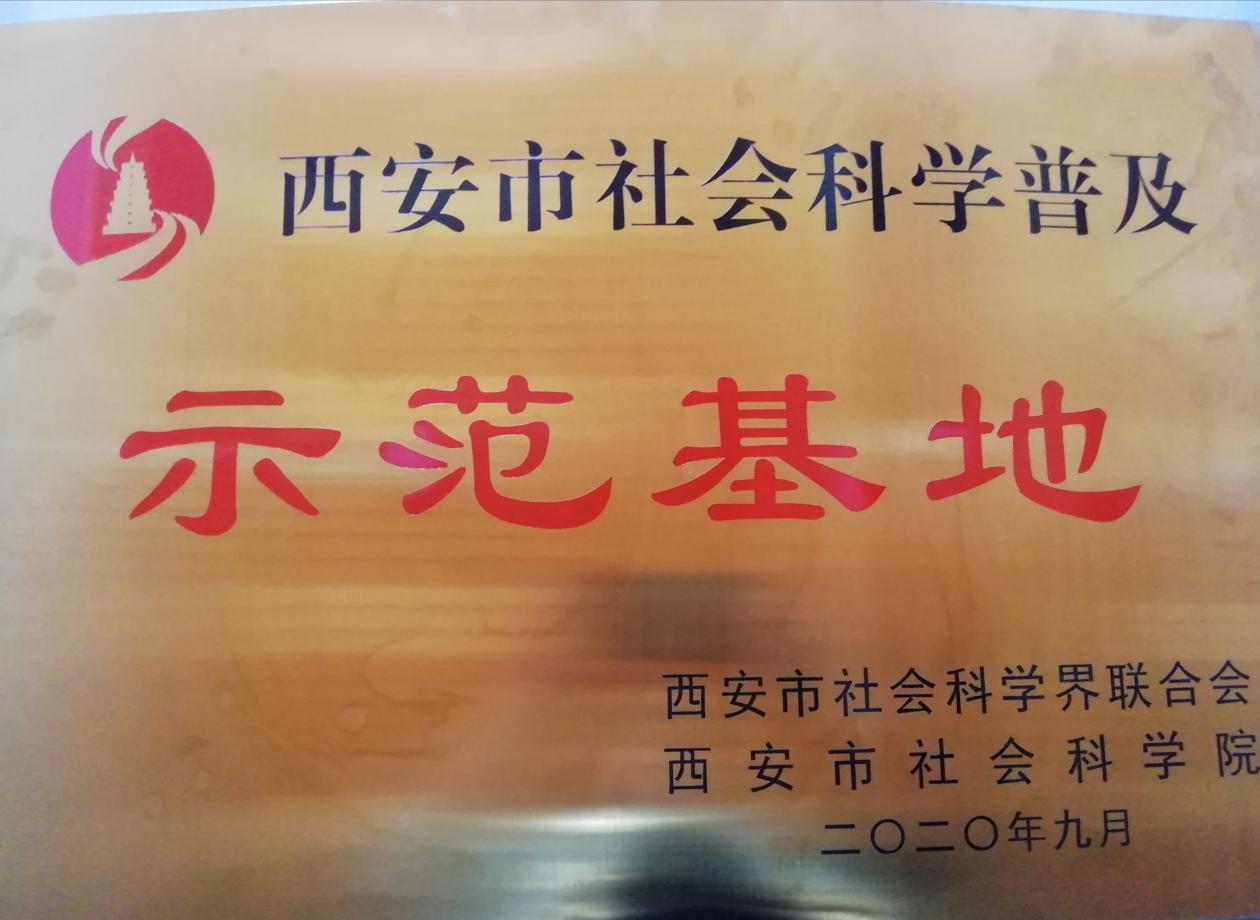 西安市社会科学普及
示范基地
西安市社会科学界联合会
西安市社会科学院
二〇二〇年九月